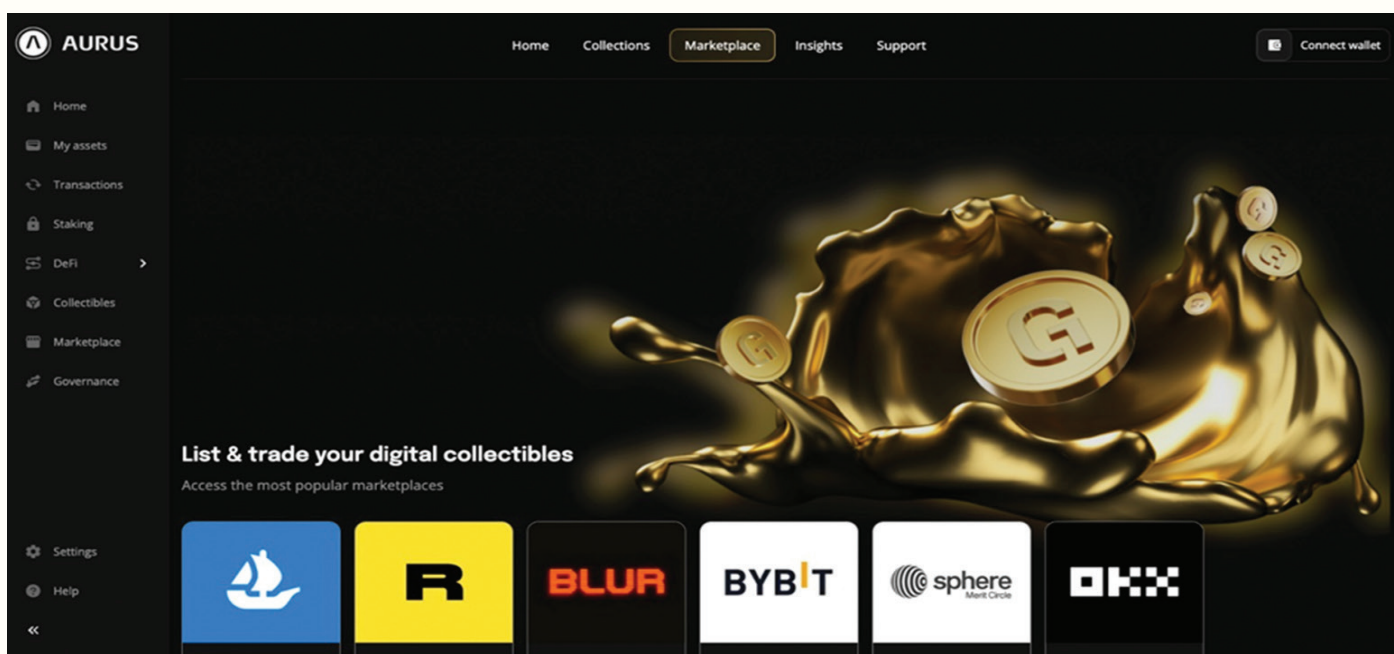 AURUS
Home Collections Marketplace Insights Support
Connect wallet
Home
My assets
Transactions
Staking
DeFi
Collectibles
Marketplace
Governance
Settings
Help
List & trade your digital collectibles
Access the most popular marketplaces
R
BLUR
BYBIT
sphere
Merit Circle
OKX